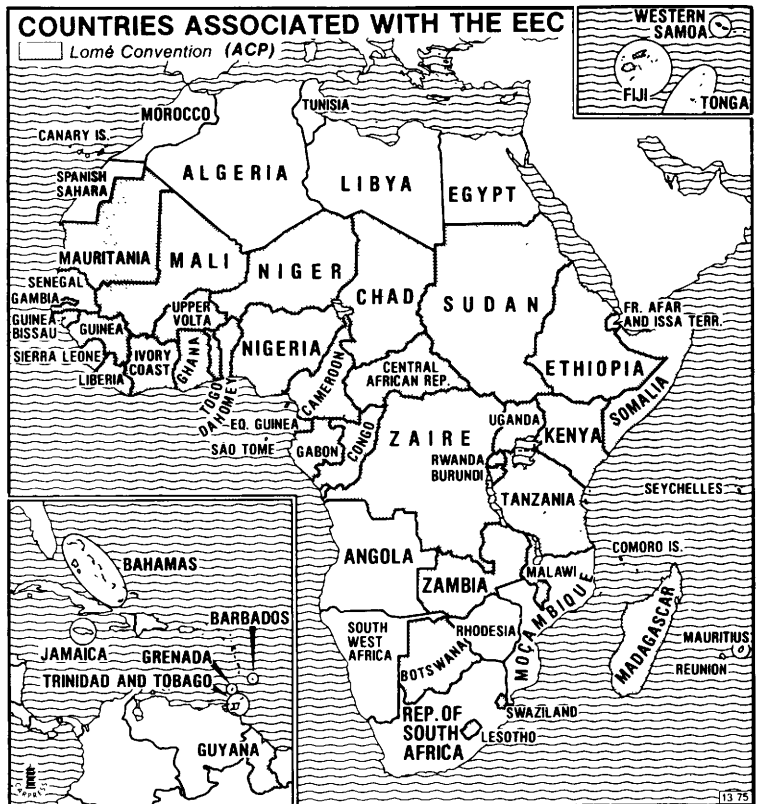 COUNTRIES ASSOCIATED WITH THE EEC
Lomé Convention (ACP)
WESTERN
SAMOA
FIJI
TONGA
MOROCCO
TUNISIA
CANARY IS.
ALGERIA
LIBYA
EGYPT
SPANISH
SAHARA
MAURITANIA
MALI
NIGER
CHAD
SUDAN
SENEGAL
GAMBIA
UPPER
VOLTA
FR. AFAR
AND ISSA TERR.
GUINEA
BISSAU
GUINEA
SIERRA LEONE
IVORY
COAST
GHANA
NIGERIA
LIBERIA
TOGO
DAHOMEY
CAMEROON
CENTRAL
AFRICAN REP.
ETHIOPIA
SOMALIA
EQ. GUINEA
SÃO TOME
GABON
CONGO
ZAIRE
UGANDA
KENYA
RWANDA
BURUNDI
TANZANIA
SEYCHELLES
ANGOLA
ZAMBIA
MALAWI
COMORO IS.
MOÇAMBIQUE
SOUTH
WEST
AFRICA
BOTSWANA
RHODESIA
MADAGASCAR
MAURITIUS
REUNION
SWAZILAND
REP. OF
SOUTH
AFRICA
LESOTHO
BAHAMAS
BARBADOS
JAMAICA
GRENADA
TRINIDAD AND TOBAGO
GUYANA
CARPRESS
13 75